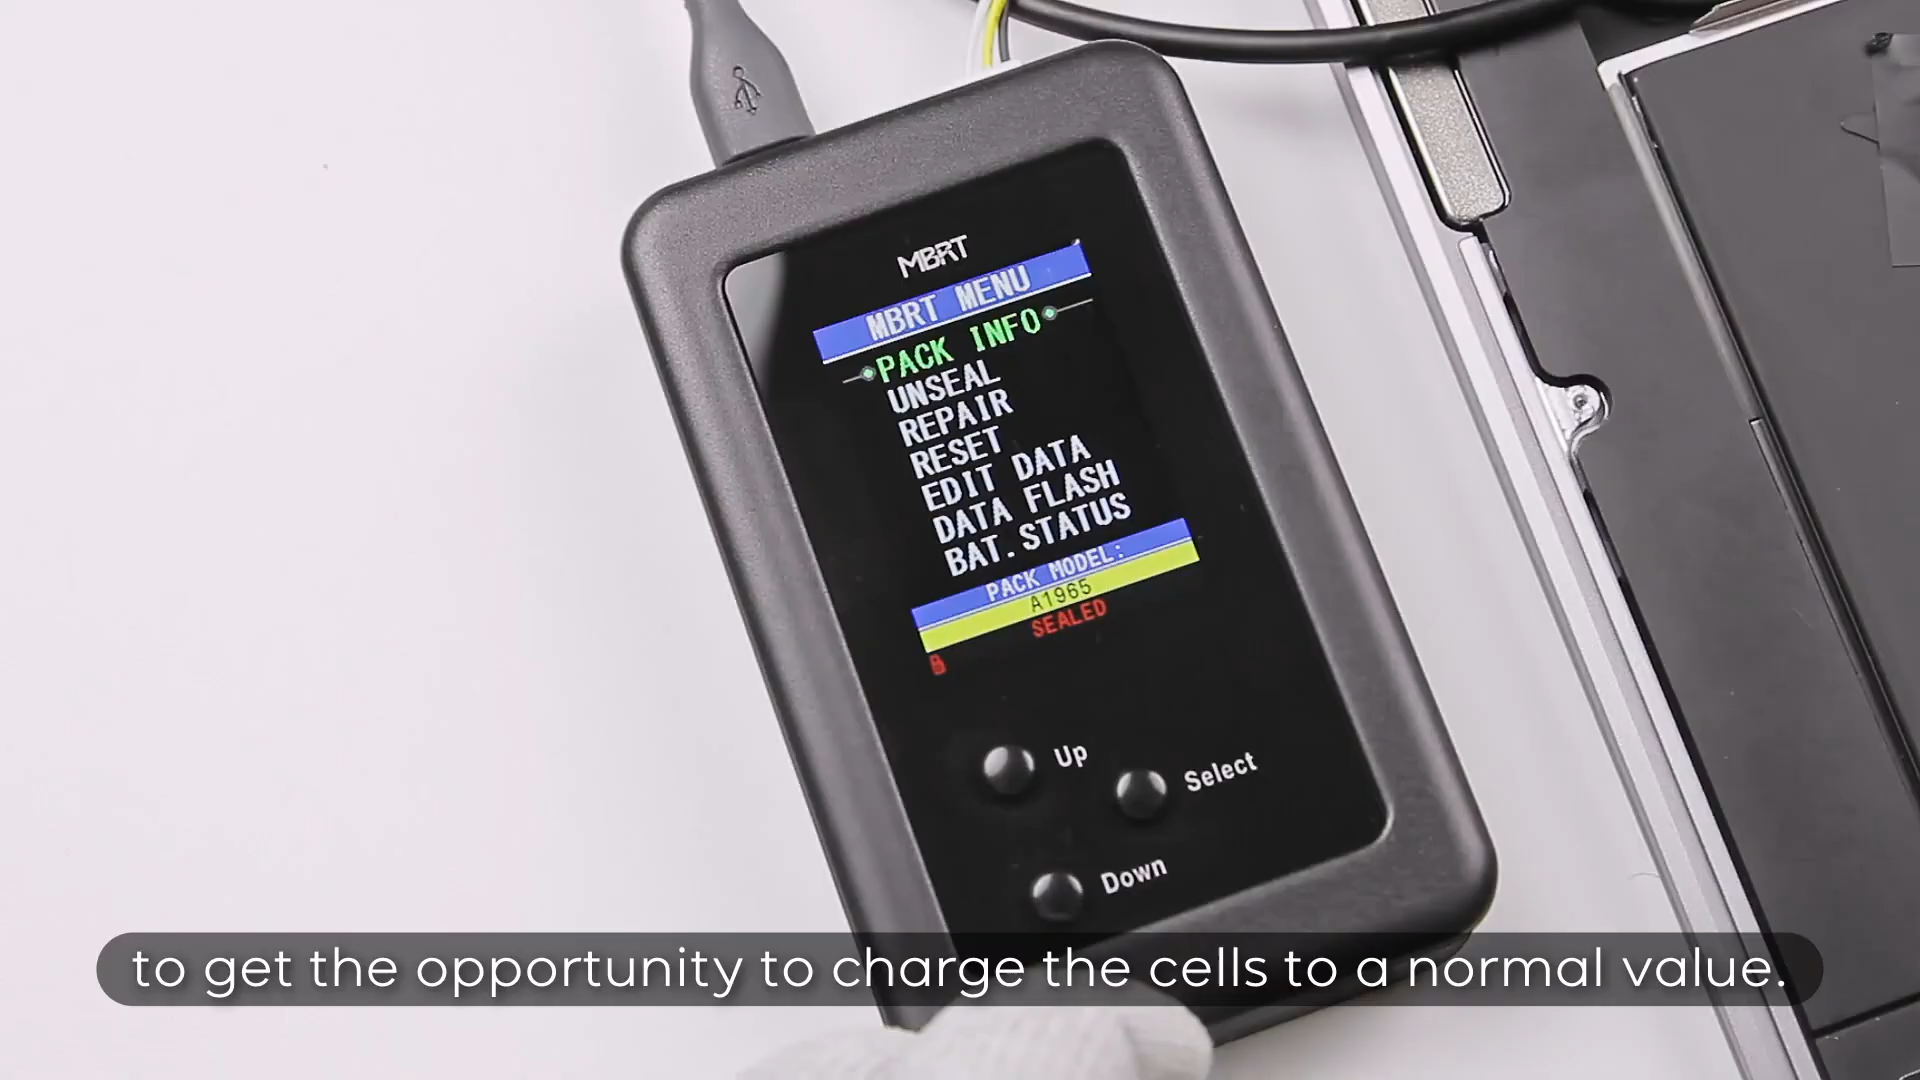 MBRT
MBRT MENU
PACK INFO
UNSEAL
REPAIR
RESET
EDIT DATA
DATA FLASH
BAT.STATUS
PACK MODEL:
A1965
SEALED
Up
Select
Down
to get the opportunity to charge the cells to a normal value.